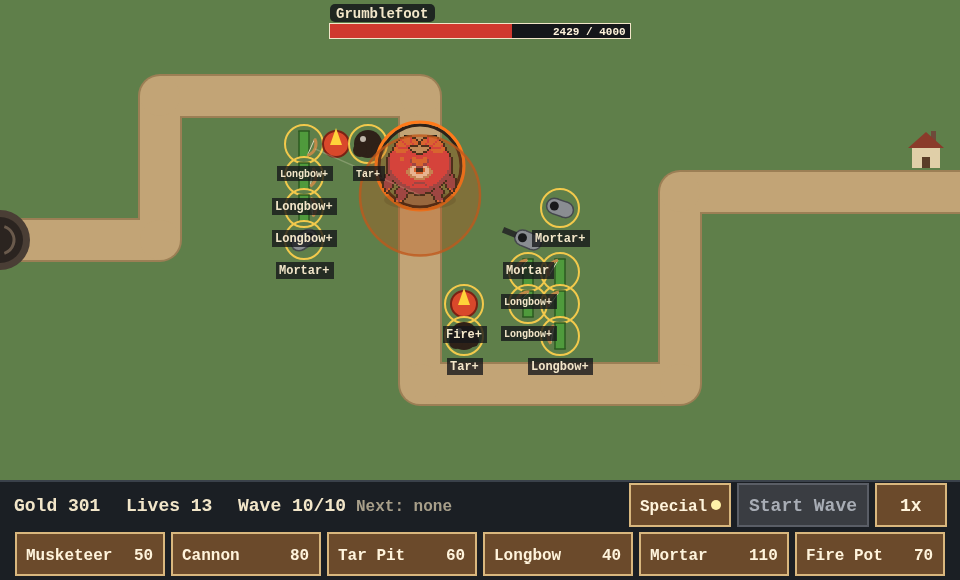 Grumblefoot
2429 / 4000
Longbow+
Tar+
Longbow+
Longbow+
Mortar+
Mortar+
Mortar
Longbow+
Fire+
Longbow+
Tar+
Longbow+
Gold 301 Lives 13 Wave 10/10 Next: none
Special Start Wave 1x
Musketeer 50 Cannon 80 Tar Pit 60 Longbow 40 Mortar 110 Fire Pot 70